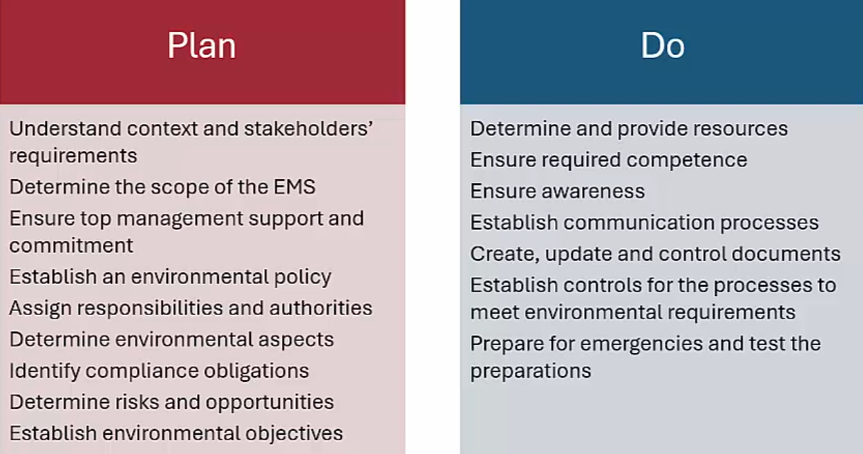 Plan
Understand context and stakeholders’
requirements
Determine the scope of the EMS
Ensure top management support and
commitment
Establish an environmental policy
Assign responsibilities and authorities
Determine environmental aspects
Identify compliance obligations
Determine risks and opportunities
Establish environmental objectives
Do
Determine and provide resources
Ensure required competence
Ensure awareness
Establish communication processes
Create, update and control documents
Establish controls for the processes to
meet environmental requirements
Prepare for emergencies and test the
preparations